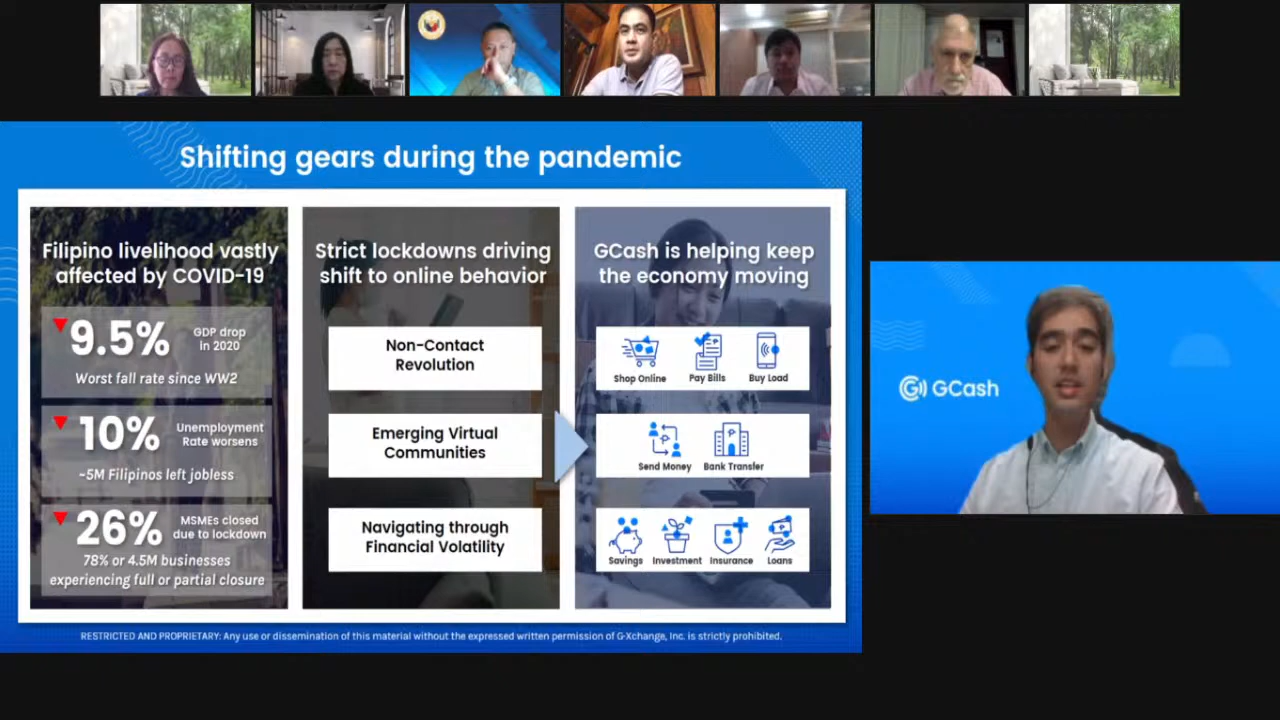 Shifting gears during the pandemic
Filipino livelihood vastly
affected by COVID-19
9.5%
GDP drop
in 2020
Worst fall rate since WW2
10%
Unemployment
Rate worsens
~5M Filipinos left jobless
26%
MSMEs closed
due to lockdown
78% or 4.5M businesses
experiencing full or partial closure
Strict lockdowns driving
shift to online behavior
Non-Contact
Revolution
Emerging Virtual
Communities
Navigating through
Financial Volatility
GCash is helping keep
the economy moving
Shop Online
Pay Bills
Buy Load
Send Money
Bank Transfer
Savings
Investment
Insurance
Loans
RESTRICTED AND PROPRIETARY: Any use or dissemination of this material without the expressed written permission of G-Xchange, Inc. is strictly prohibited.
GCash